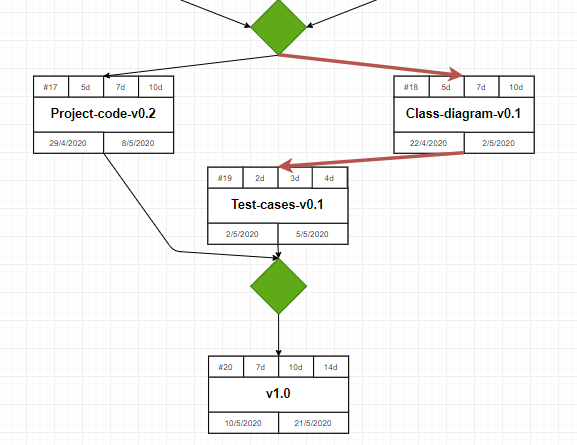 #17 5d 7d 10d
Project-code-v0.2
29/4/2020 8/5/2020
#18 5d 7d 10d
Class-diagram-v0.1
22/4/2020 2/5/2020
#19 2d 3d 4d
Test-cases-v0.1
2/5/2020 5/5/2020
#20 7d 10d 14d
v1.0
10/5/2020 21/5/2020